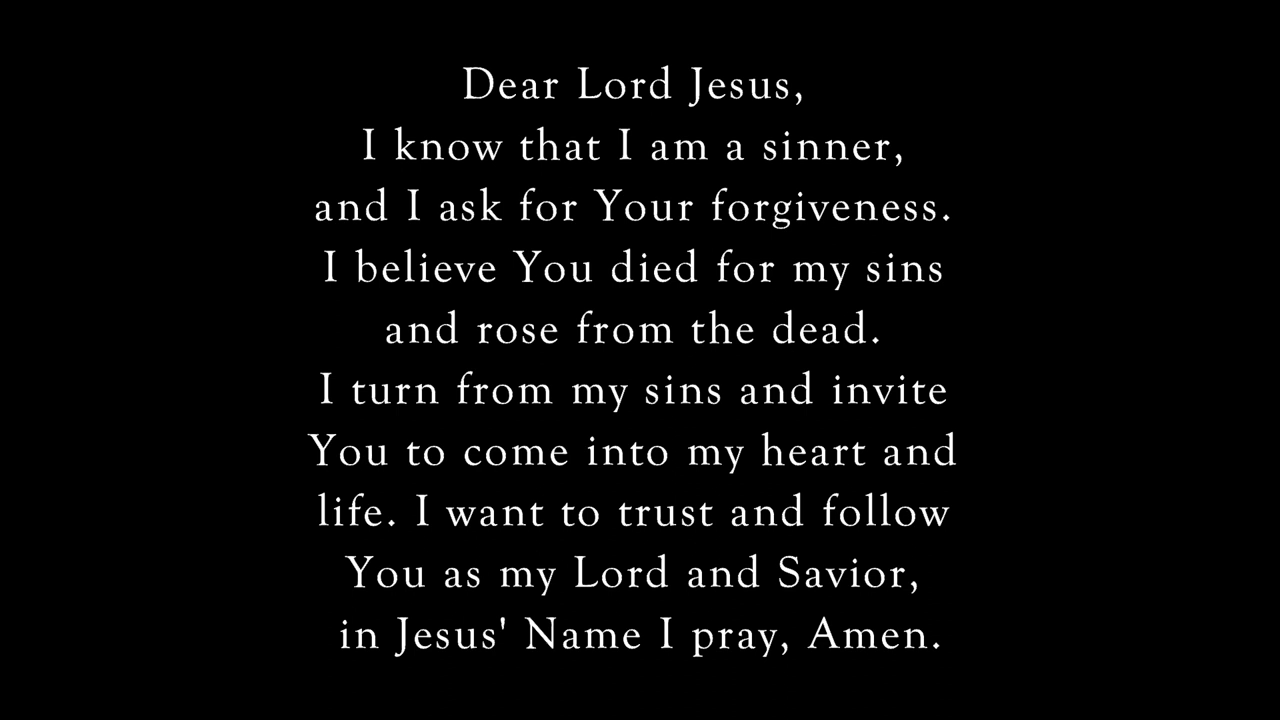 Dear Lord Jesus,
I know that I am a sinner,
and I ask for Your forgiveness.
I believe You died for my sins
and rose from the dead.
I turn from my sins and invite
You to come into my heart and
life. I want to trust and follow
You as my Lord and Savior,
in Jesus' Name I pray, Amen.